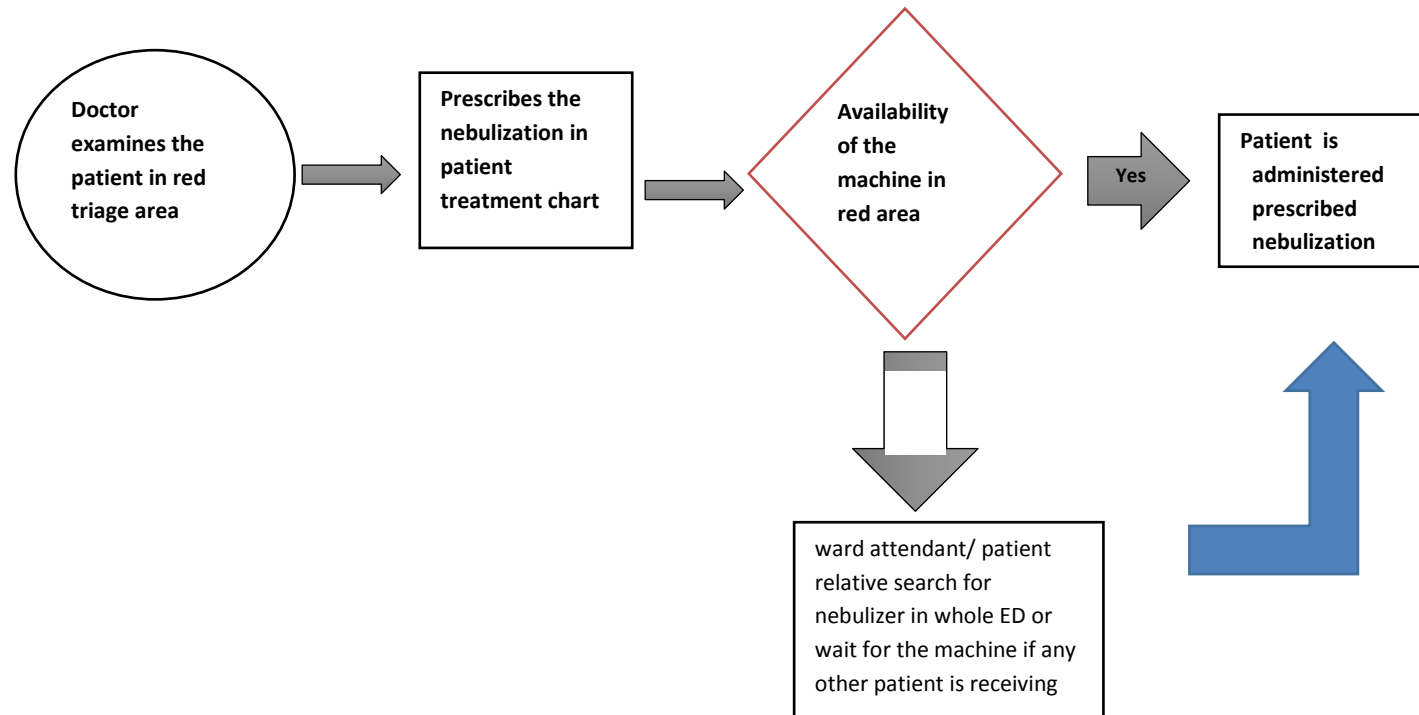 Doctor
examines the
patient in red
triage area
Prescribes the
nebulization in
patient
treatment chart
Availability
of the
machine in
red area
Yes
Patient is
administered
prescribed
nebulization
ward attendant/ patient
relative search for
nebulizer in whole ED or
wait for the machine if any
other patient is receiving